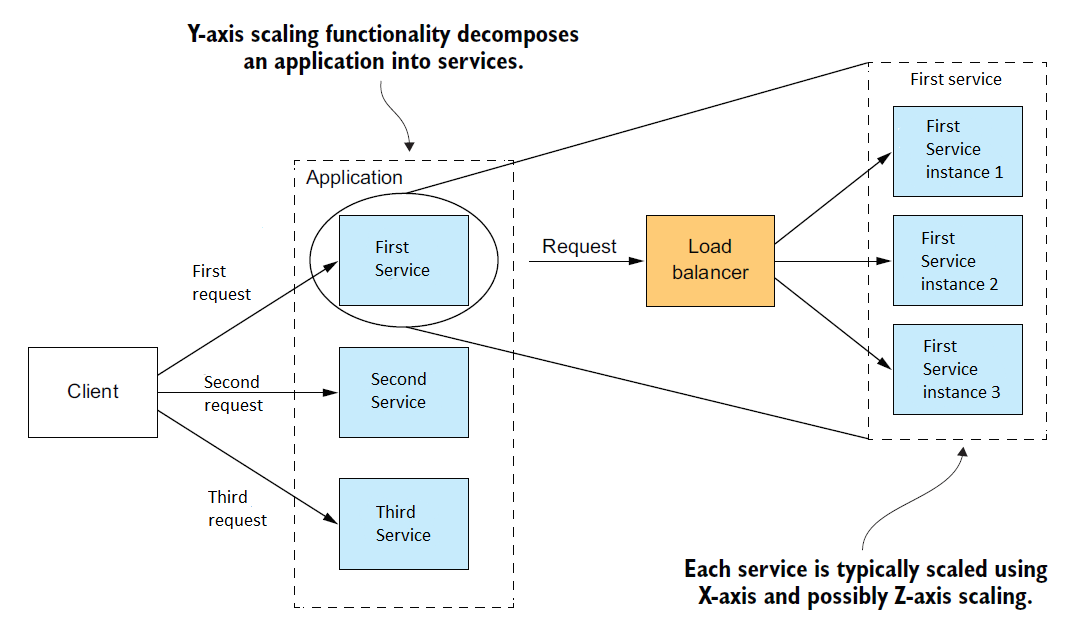 Y-axis scaling functionality decomposes
an application into services.
Application
First
Service
First
request
Client
Second
request
Second
Service
Third
request
Third
Service
Request
Load
balancer
First service
First
Service
instance 1
First
Service
instance 2
First
Service
instance 3
Each service is typically scaled using
X-axis and possibly Z-axis scaling.